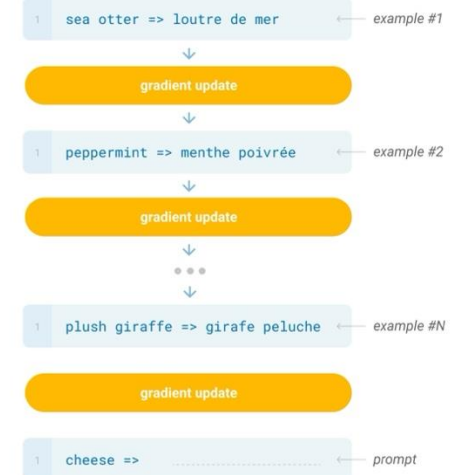 1 sea otter => loutre de mer ← example #1
↓
gradient update
↓
1 peppermint => menthe poivrée ← example #2
↓
gradient update
↓
•••
↓
1 plush giraffe => girafe peluche ← example #N
gradient update
1 cheese => .............................. ← prompt